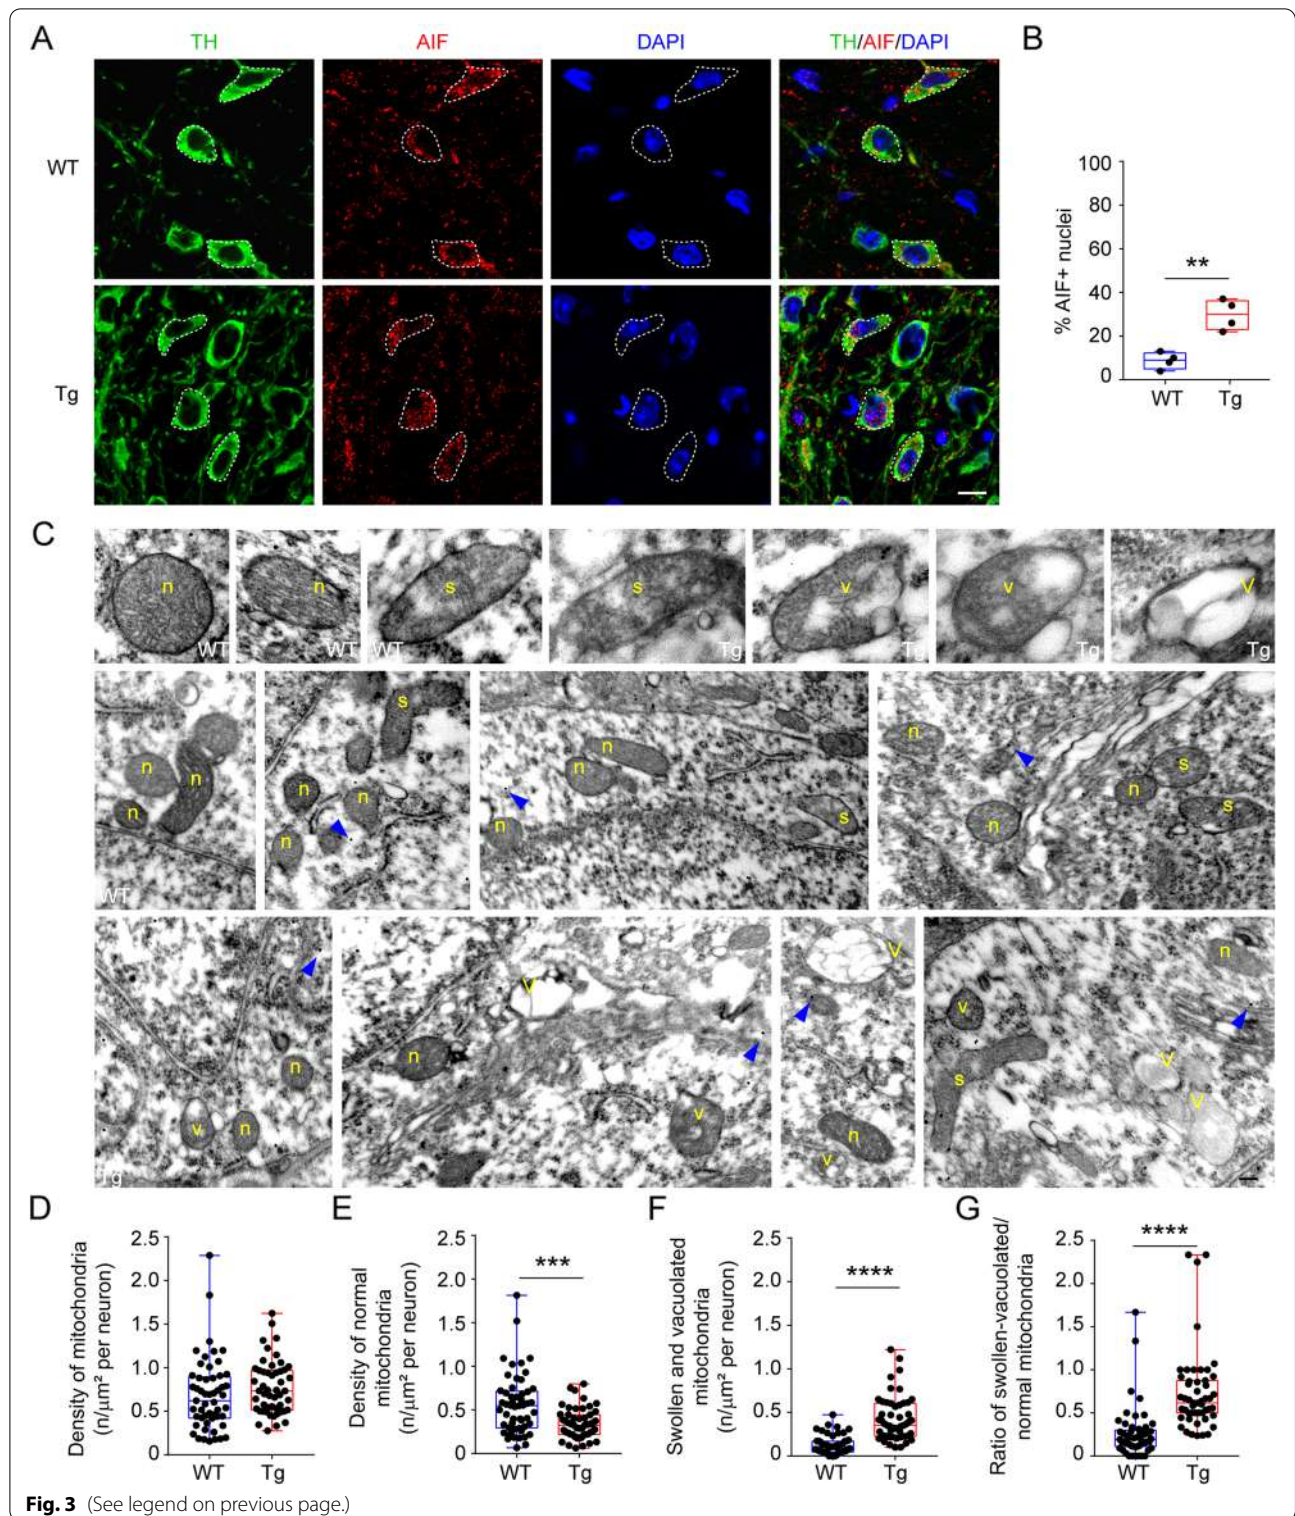 A
TH
AIF
DAPI
TH/AIF/DAPI
WT
Tg
B
% AIF+ nuclei
100
80
60
40
20
0
**
WT
Tg
C
n
WT
n
WT
s
WT
s
Tg
v
Tg
v
Tg
V
Tg
n
n
n
WT
s
n
n
n
n
n
n
s
n
n
n
s
s
v
n
n
Tg
V
n
v
V
n
v
n
v
s
V
V
D
Density of mitochondria
(n/µm² per neuron)
2.5
2.0
1.5
1.0
0.5
0
WT
Tg
E
Density of normal
mitochondria
(n/µm² per neuron)
2.5
2.0
1.5
1.0
0.5
0
***
WT
Tg
F
Swollen and vacuolated
mitochondria
(n/µm² per neuron)
2.5
2.0
1.5
1.0
0.5
0
****
WT
Tg
G
Ratio of swollen-vacuolated/
normal mitochondria
2.5
2.0
1.5
1.0
0.5
0
****
WT
Tg
Fig. 3 (See legend on previous page.)